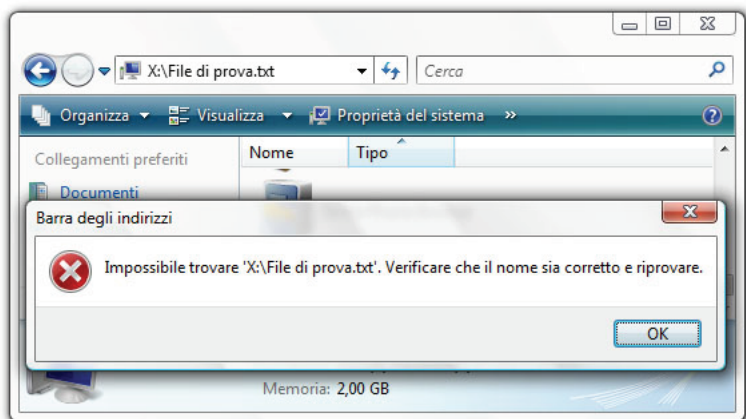 X:\File di prova.txt
Cerca
Organizza
Visualizza
Proprietà del sistema
»
?
Collegamenti preferiti
Nome
Tipo
Documenti
Barra degli indirizzi
Impossibile trovare 'X:\File di prova.txt'. Verificare che il nome sia corretto e riprovare.
OK
Memoria: 2,00 GB